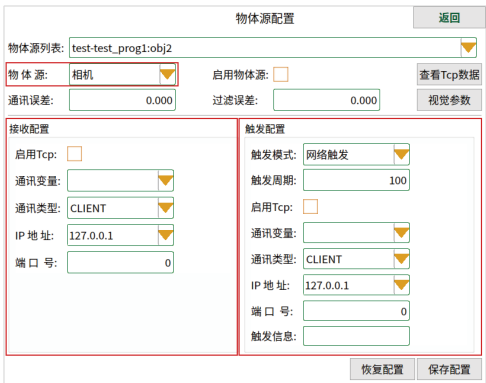 物体源配置 返回
物体源列表: test-test_prog1:obj2
物 体 源: 相机 启用物体源: 查看Tcp数据
通讯误差: 0.000 过滤误差: 0.000 视觉参数
接收配置
启用Tcp:
通讯变量:
通讯类型: CLIENT
IP 地 址: 127.0.0.1
端 口 号: 0
触发配置
触发模式: 网络触发
触发周期: 100
启用Tcp:
通讯变量:
通讯类型: CLIENT
IP 地 址: 127.0.0.1
端 口 号: 0
触发信息:
恢复配置 保存配置